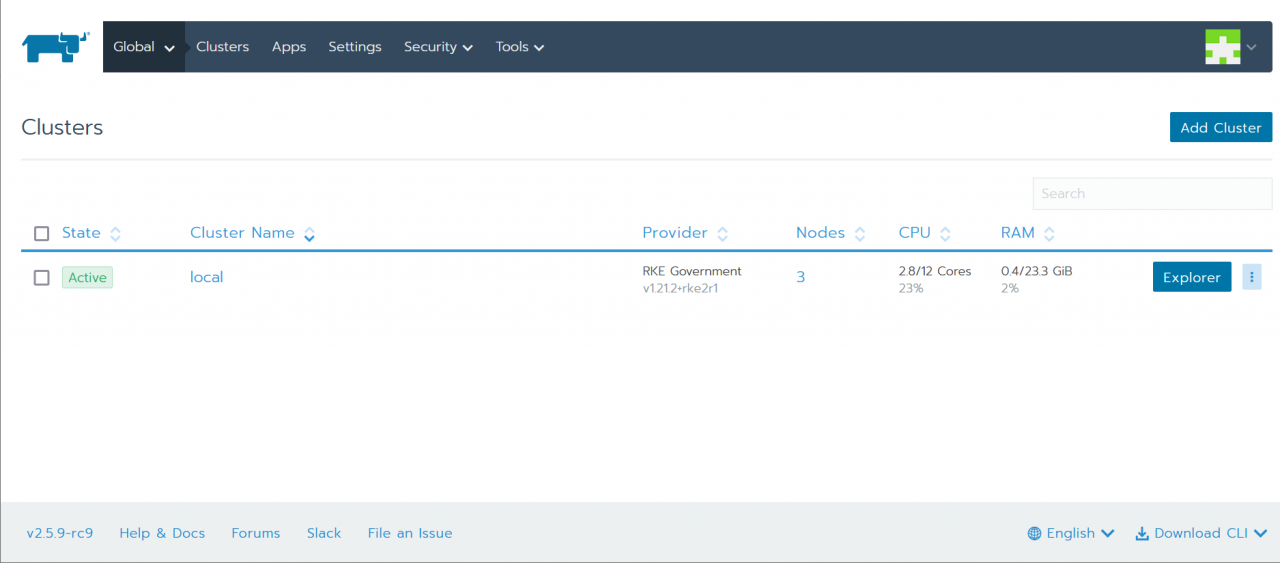 Global Clusters Apps Settings Security Tools
Clusters
Add Cluster
Search
State Cluster Name Provider Nodes CPU RAM
Active local RKE Government 3 2.8/12 Cores 0.4/23.3 GiB Explorer
v1.21.2+rke2r1 23% 2%
v2.5.9-rc9 Help & Docs Forums Slack File an Issue English Download CLI